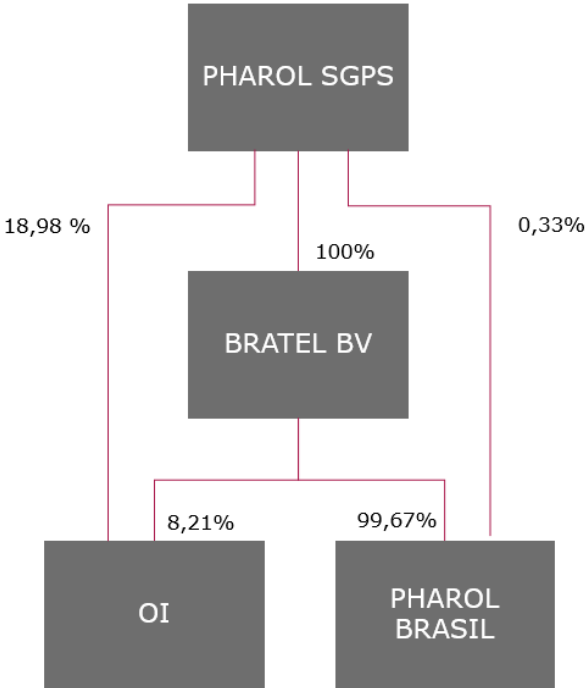 PHAROL SGPS
18,98 %
0,33%
100%
BRATEL BV
8,21%
99,67%
OI
PHAROL
BRASIL